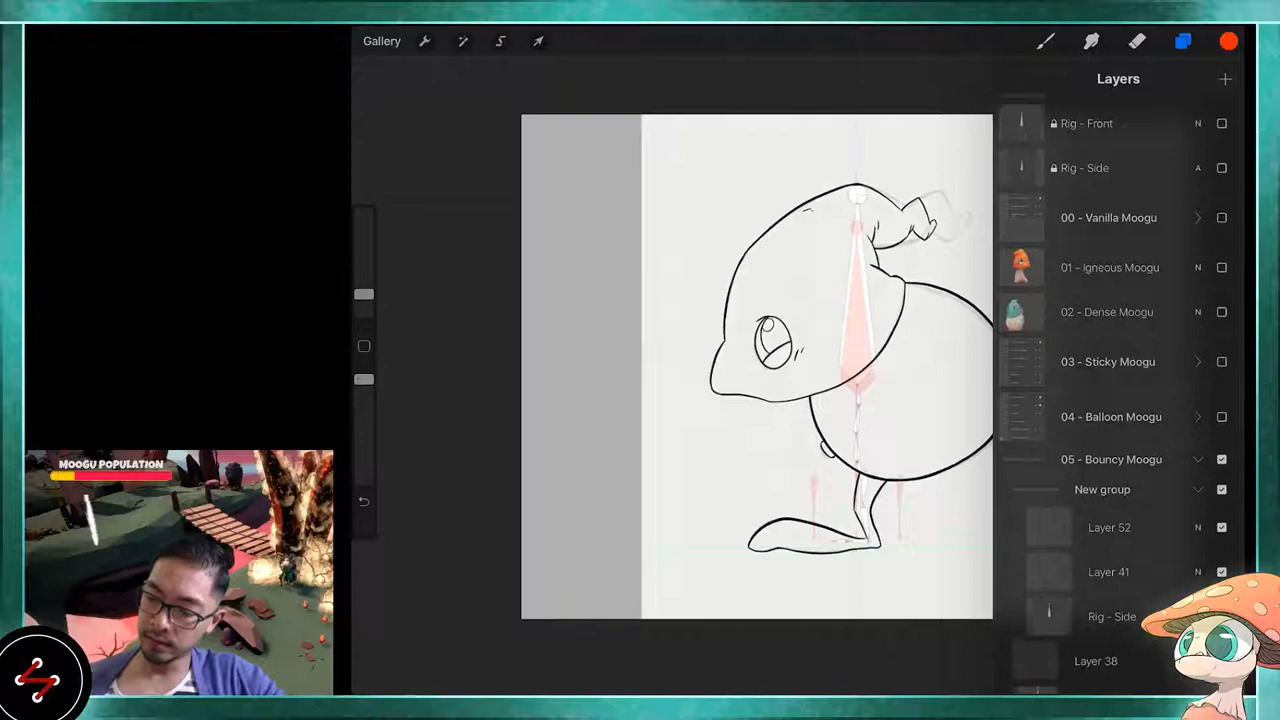 Gallery
Layers
Rig - Front N
Rig - Side A
00 - Vanilla Moogu
01 - Igneous Moogu N
02 - Dense Moogu N
03 - Sticky Moogu
04 - Balloon Moogu
05 - Bouncy Moogu
New group
Layer 52 N
Layer 41 N
Rig - Side
Layer 38
MOOGU POPULATION